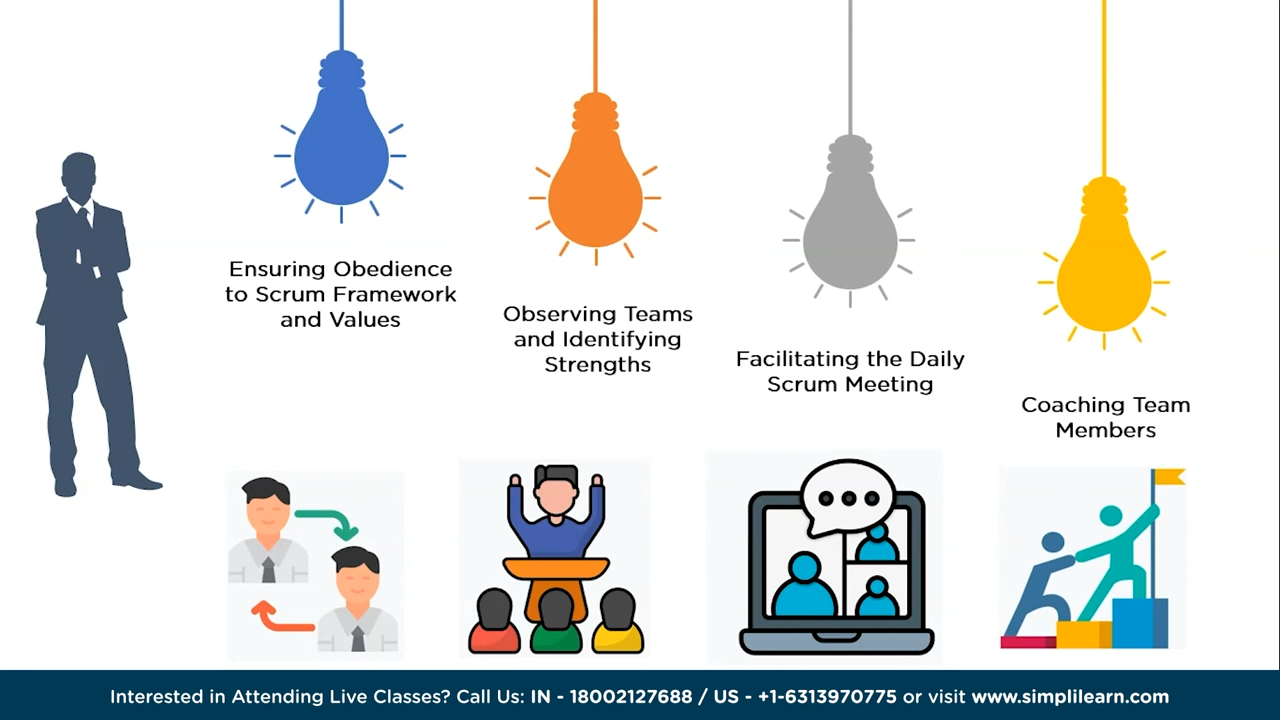 Ensuring Obedience
to Scrum Framework
and Values
Observing Teams
and Identifying
Strengths
Facilitating the Daily
Scrum Meeting
Coaching Team
Members
Interested in Attending Live Classes? Call Us: IN - 18002127688 / US - +1-6313970775 or visit www.simplilearn.com